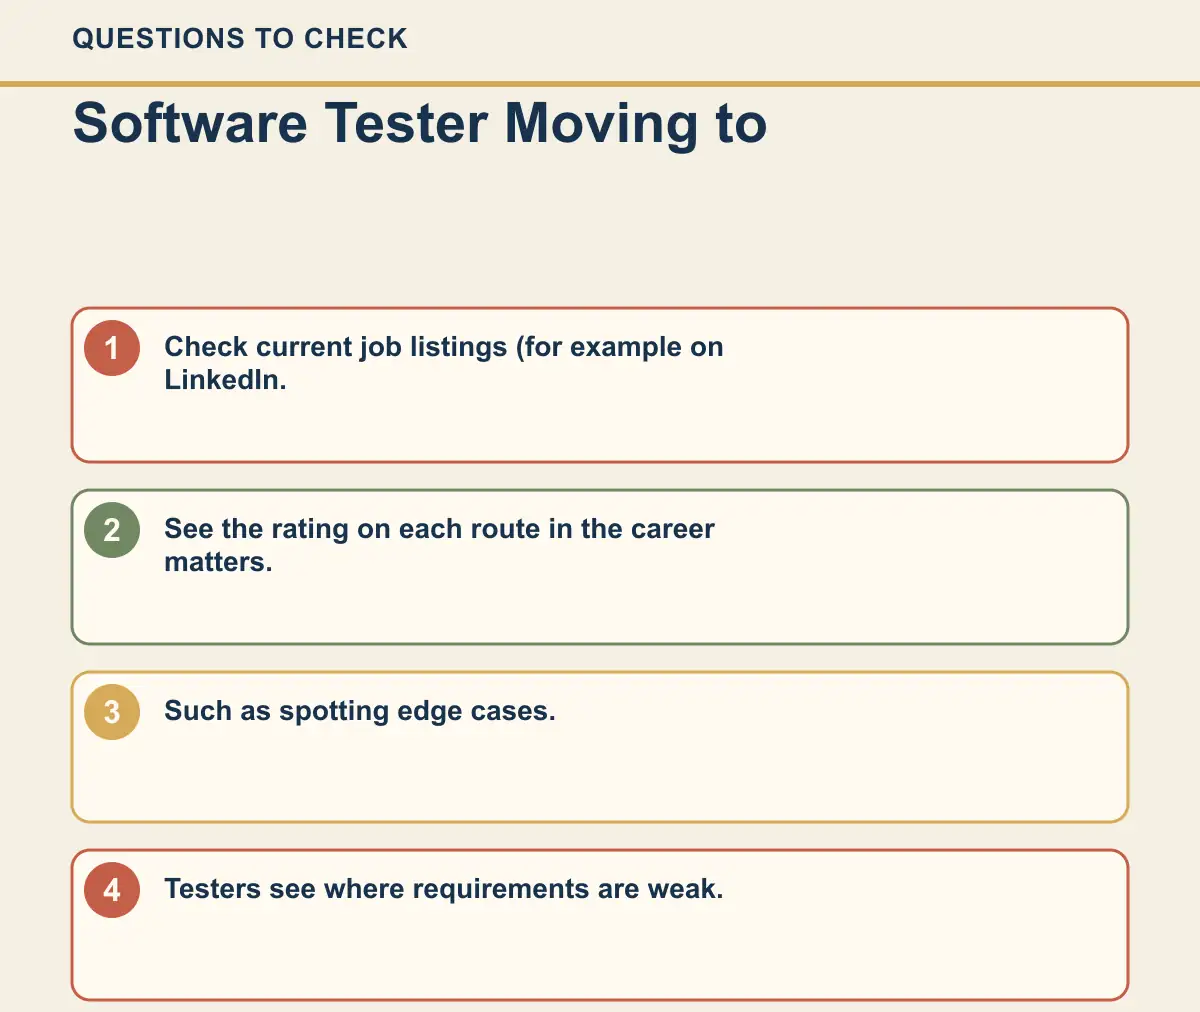 QUESTIONS TO CHECK
Software Tester Moving to
1
Check current job listings (for example on
LinkedIn.
2
See the rating on each route in the career
matters.
3
Such as spotting edge cases.
4
Testers see where requirements are weak.